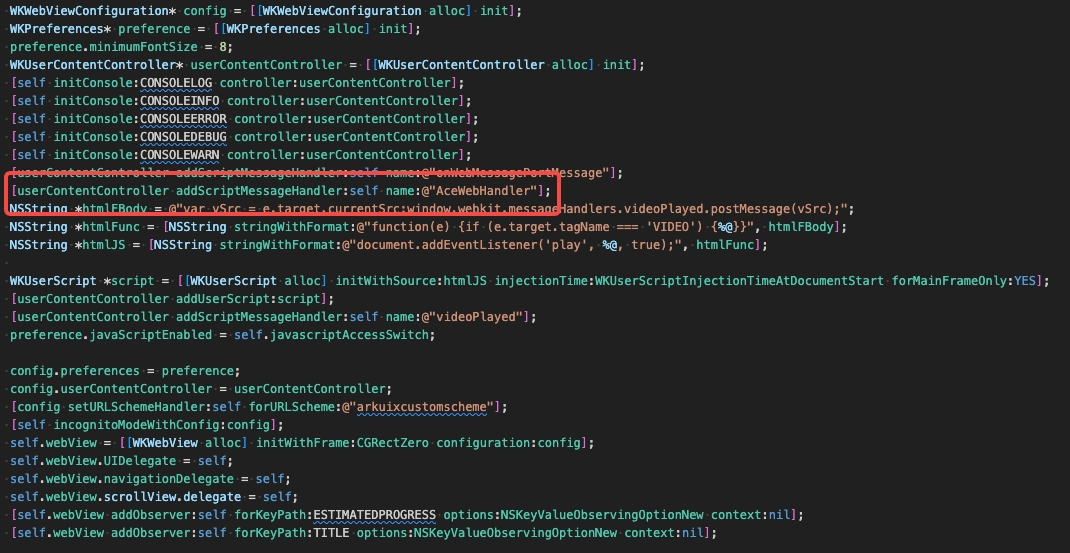 WKWebViewConfiguration* config = [[WKWebViewConfiguration alloc] init];
WKPreferences* preference = [[WKPreferences alloc] init];
preference.minimumFontSize = 8;
WKUserContentController* userContentController = [[WKUserContentController alloc] init];
[self initConsole:CONSOLELOG controller:userContentController];
[self initConsole:CONSOLEINFO controller:userContentController];
[self initConsole:CONSOLEERROR controller:userContentController];
[self initConsole:CONSOLEDEBUG controller:userContentController];
[self initConsole:CONSOLEWARN controller:userContentController];
[userContentController addScriptMessageHandler:self name:@"onWebMessagePortMessage"];
[userContentController addScriptMessageHandler:self name:@"AceWebHandler"];
NSString *htmlFBody = @"var vSrc = e.target.currentSrc;window.webkit.messageHandlers.videoPlayed.postMessage(vSrc);";
NSString *htmlFunc = [NSString stringWithFormat:@"function(e) {if (e.target.tagName === 'VIDEO') {%@}}", htmlFBody];
NSString *htmlJS = [NSString stringWithFormat:@"document.addEventListener('play', %@, true);", htmlFunc];
WKUserScript *script = [[WKUserScript alloc] initWithSource:htmlJS injectionTime:WKUserScriptInjectionTimeAtDocumentStart forMainFrameOnly:YES];
[userContentController addUserScript:script];
[userContentController addScriptMessageHandler:self name:@"videoPlayed"];
preference.javaScriptEnabled = self.javascriptAccessSwitch;
config.preferences = preference;
config.userContentController = userContentController;
[config setURLSchemeHandler:self forURLScheme:@"arkuixcustomscheme"];
[self incognitoModeWithConfig:config];
self.webView = [[WKWebView alloc] initWithFrame:CGRectZero configuration:config];
self.webView.UIDelegate = self;
self.webView.navigationDelegate = self;
self.webView.scrollView.delegate = self;
[self.webView addObserver:self forKeyPath:ESTIMATEDPROGRESS options:NSKeyValueObservingOptionNew context:nil];
[self.webView addObserver:self forKeyPath:TITLE options:NSKeyValueObservingOptionNew context:nil];